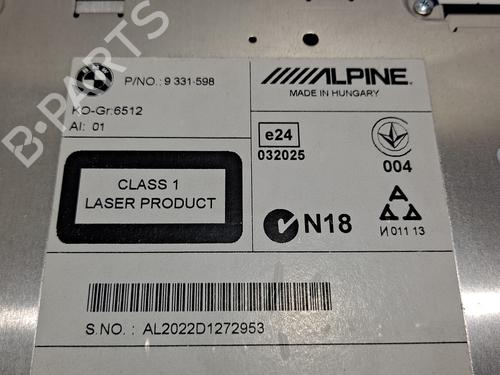 B-PARTS
BMW
P/NO.: 9 331-598
KO-Gr:6512
AI: 01
ALPINE
MADE IN HUNGARY
CLASS 1
LASER PRODUCT
e24
032025
004
N18
И 011 13
S.NO. : AL2022D1272953